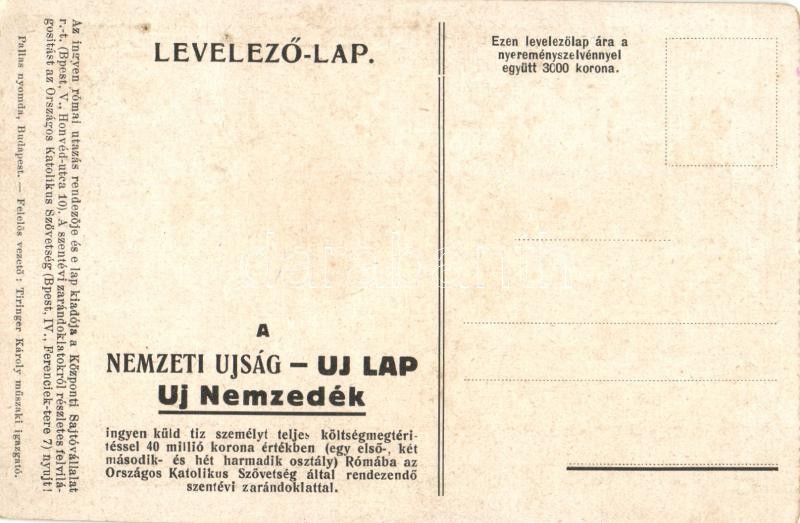 LEVELEZŐ-LAP.
Ezen levelezőlap ára a
nyereményszelvénnyel
együtt 3000 korona.
A
NEMZETI UJSÁG – UJ LAP
Uj Nemzedék
ingyen küld tiz személyt teljes költségmegtéri-
téssel 40 millió korona értékben (egy első-, két
második- és hét harmadik osztály) Rómába az
Országos Katolikus Szövetség által rendezendő
szentévi zarándoklattal.
Az ingyen római utazás rendezője és e lap kiadója a Központi Sajtóvállalat
r.-t. (Bpest, V., Honvéd-utca 10). A szentévi zarándoklatokról részletes felvilá-
gositást az Országos Katolikus Szövetség (Bpest, IV., Ferenciek-tere 7) nyujt!
Pallas nyomda, Budapest. — Felelős vezető: Tiringer Károly műszaki igazgató.
darabanth